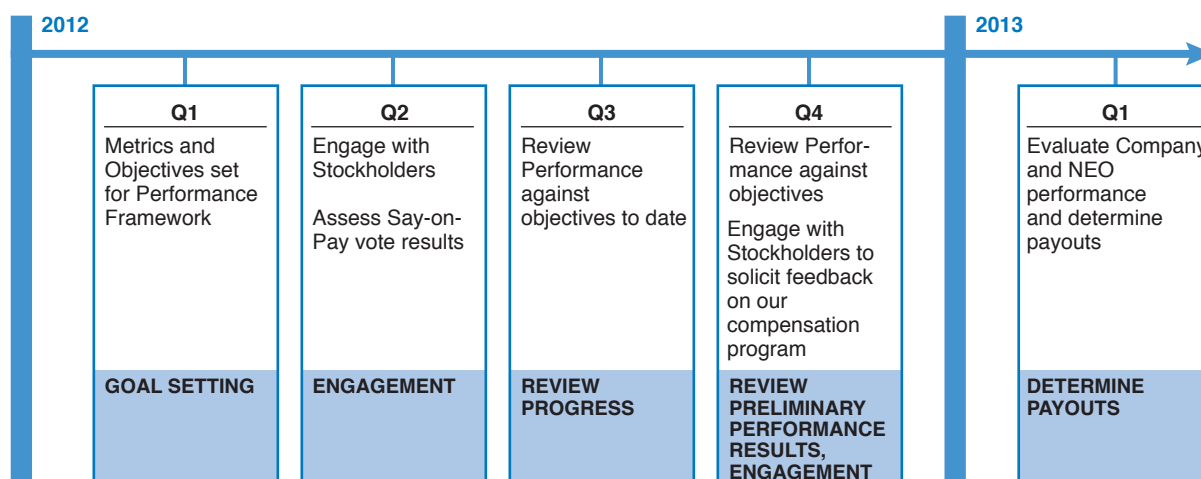 2012
2013
Q1
Metrics and
Objectives set
for Performance
Framework
GOAL SETTING
Q2
Engage with
Stockholders
Assess Say-on-
Pay vote results
ENGAGEMENT
Q3
Review
Performance
against
objectives to date
REVIEW
PROGRESS
Q4
Review Perfor-
mance against
objectives
Engage with
Stockholders to
solicit feedback
on our
compensation
program
REVIEW
PRELIMINARY
PERFORMANCE
RESULTS,
ENGAGEMENT
Q1
Evaluate Company
and NEO
performance
and determine
payouts
DETERMINE
PAYOUTS